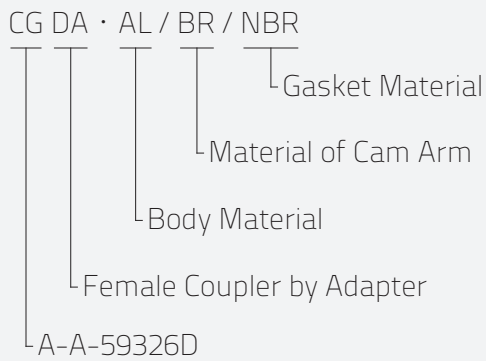 CG DA · AL / BR / NBR
Gasket Material
Material of Cam Arm
Body Material
Female Coupler by Adapter
A-A-59326D